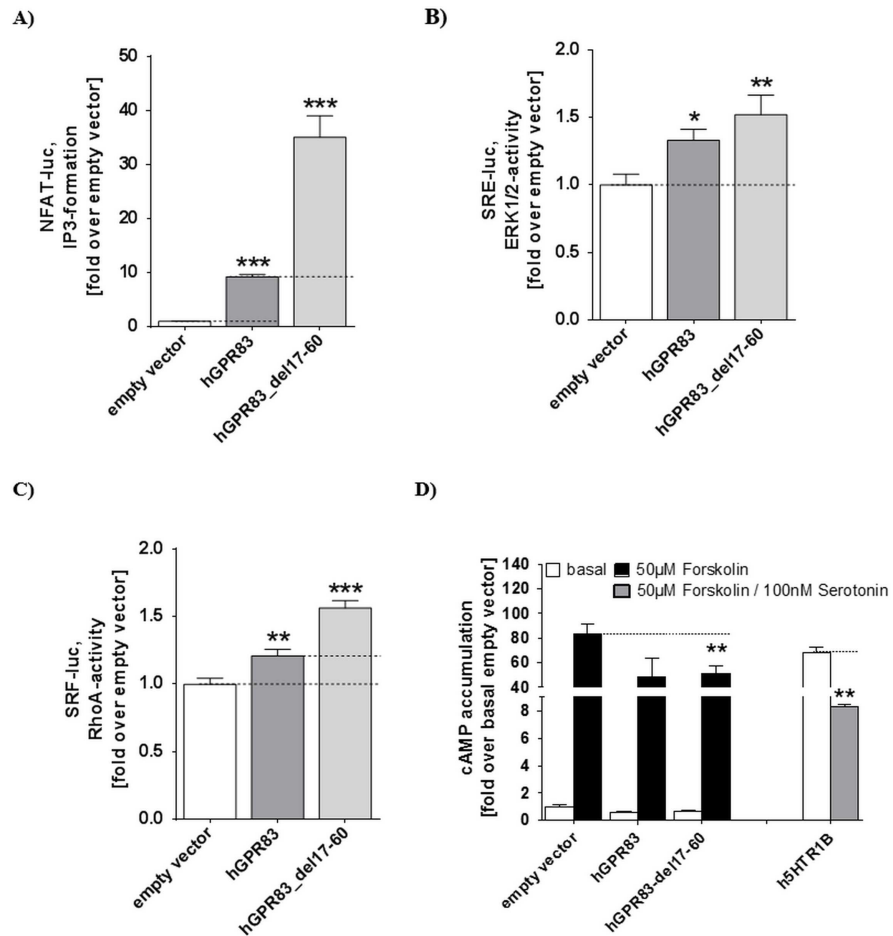 A)
NFAT-luc,
IP3-formation
[fold over empty vector]
50
40
30
20
10
0
***
***
empty vector
hGPR83
hGPR83_del17-60
B)
SRE-luc,
ERK1/2-activity
[fold over empty vector]
2.0
1.5
1.0
0.5
0.0
*
**
empty vector
hGPR83
hGPR83_del17-60
C)
SRF-luc,
RhoA-activity
[fold over empty vector]
2.0
1.5
1.0
0.5
0.0
**
***
empty vector
hGPR83
hGPR83_del17-60
D)
cAMP accumulation
[fold over basal empty vector]
140
120
100
80
60
40
8
6
4
2
0
basal
50µM Forskolin
50µM Forskolin / 100nM Serotonin
**
**
empty vector
hGPR83
hGPR83-del17-60
h5HTR1B